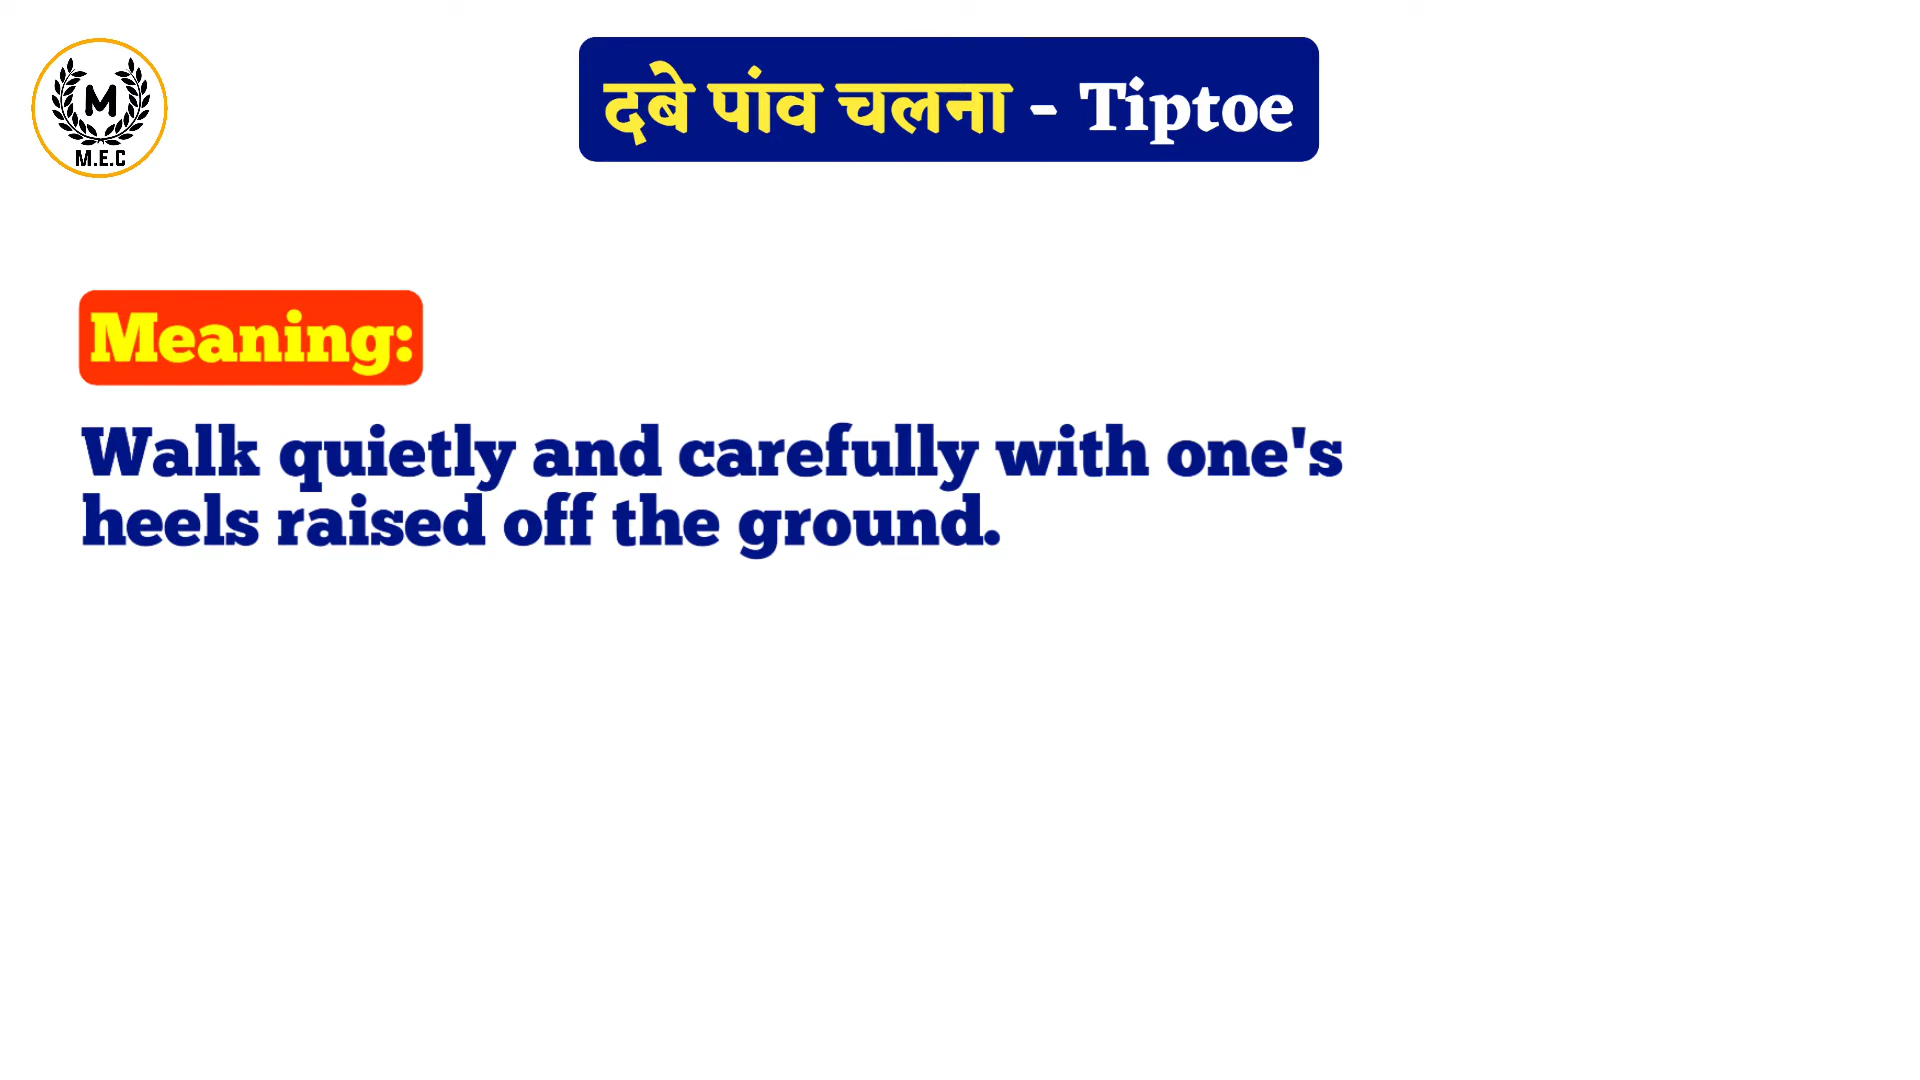 M
M.E.C
दबे पांव चलना - Tiptoe
Meaning:
Walk quietly and carefully with one's
heels raised off the ground.